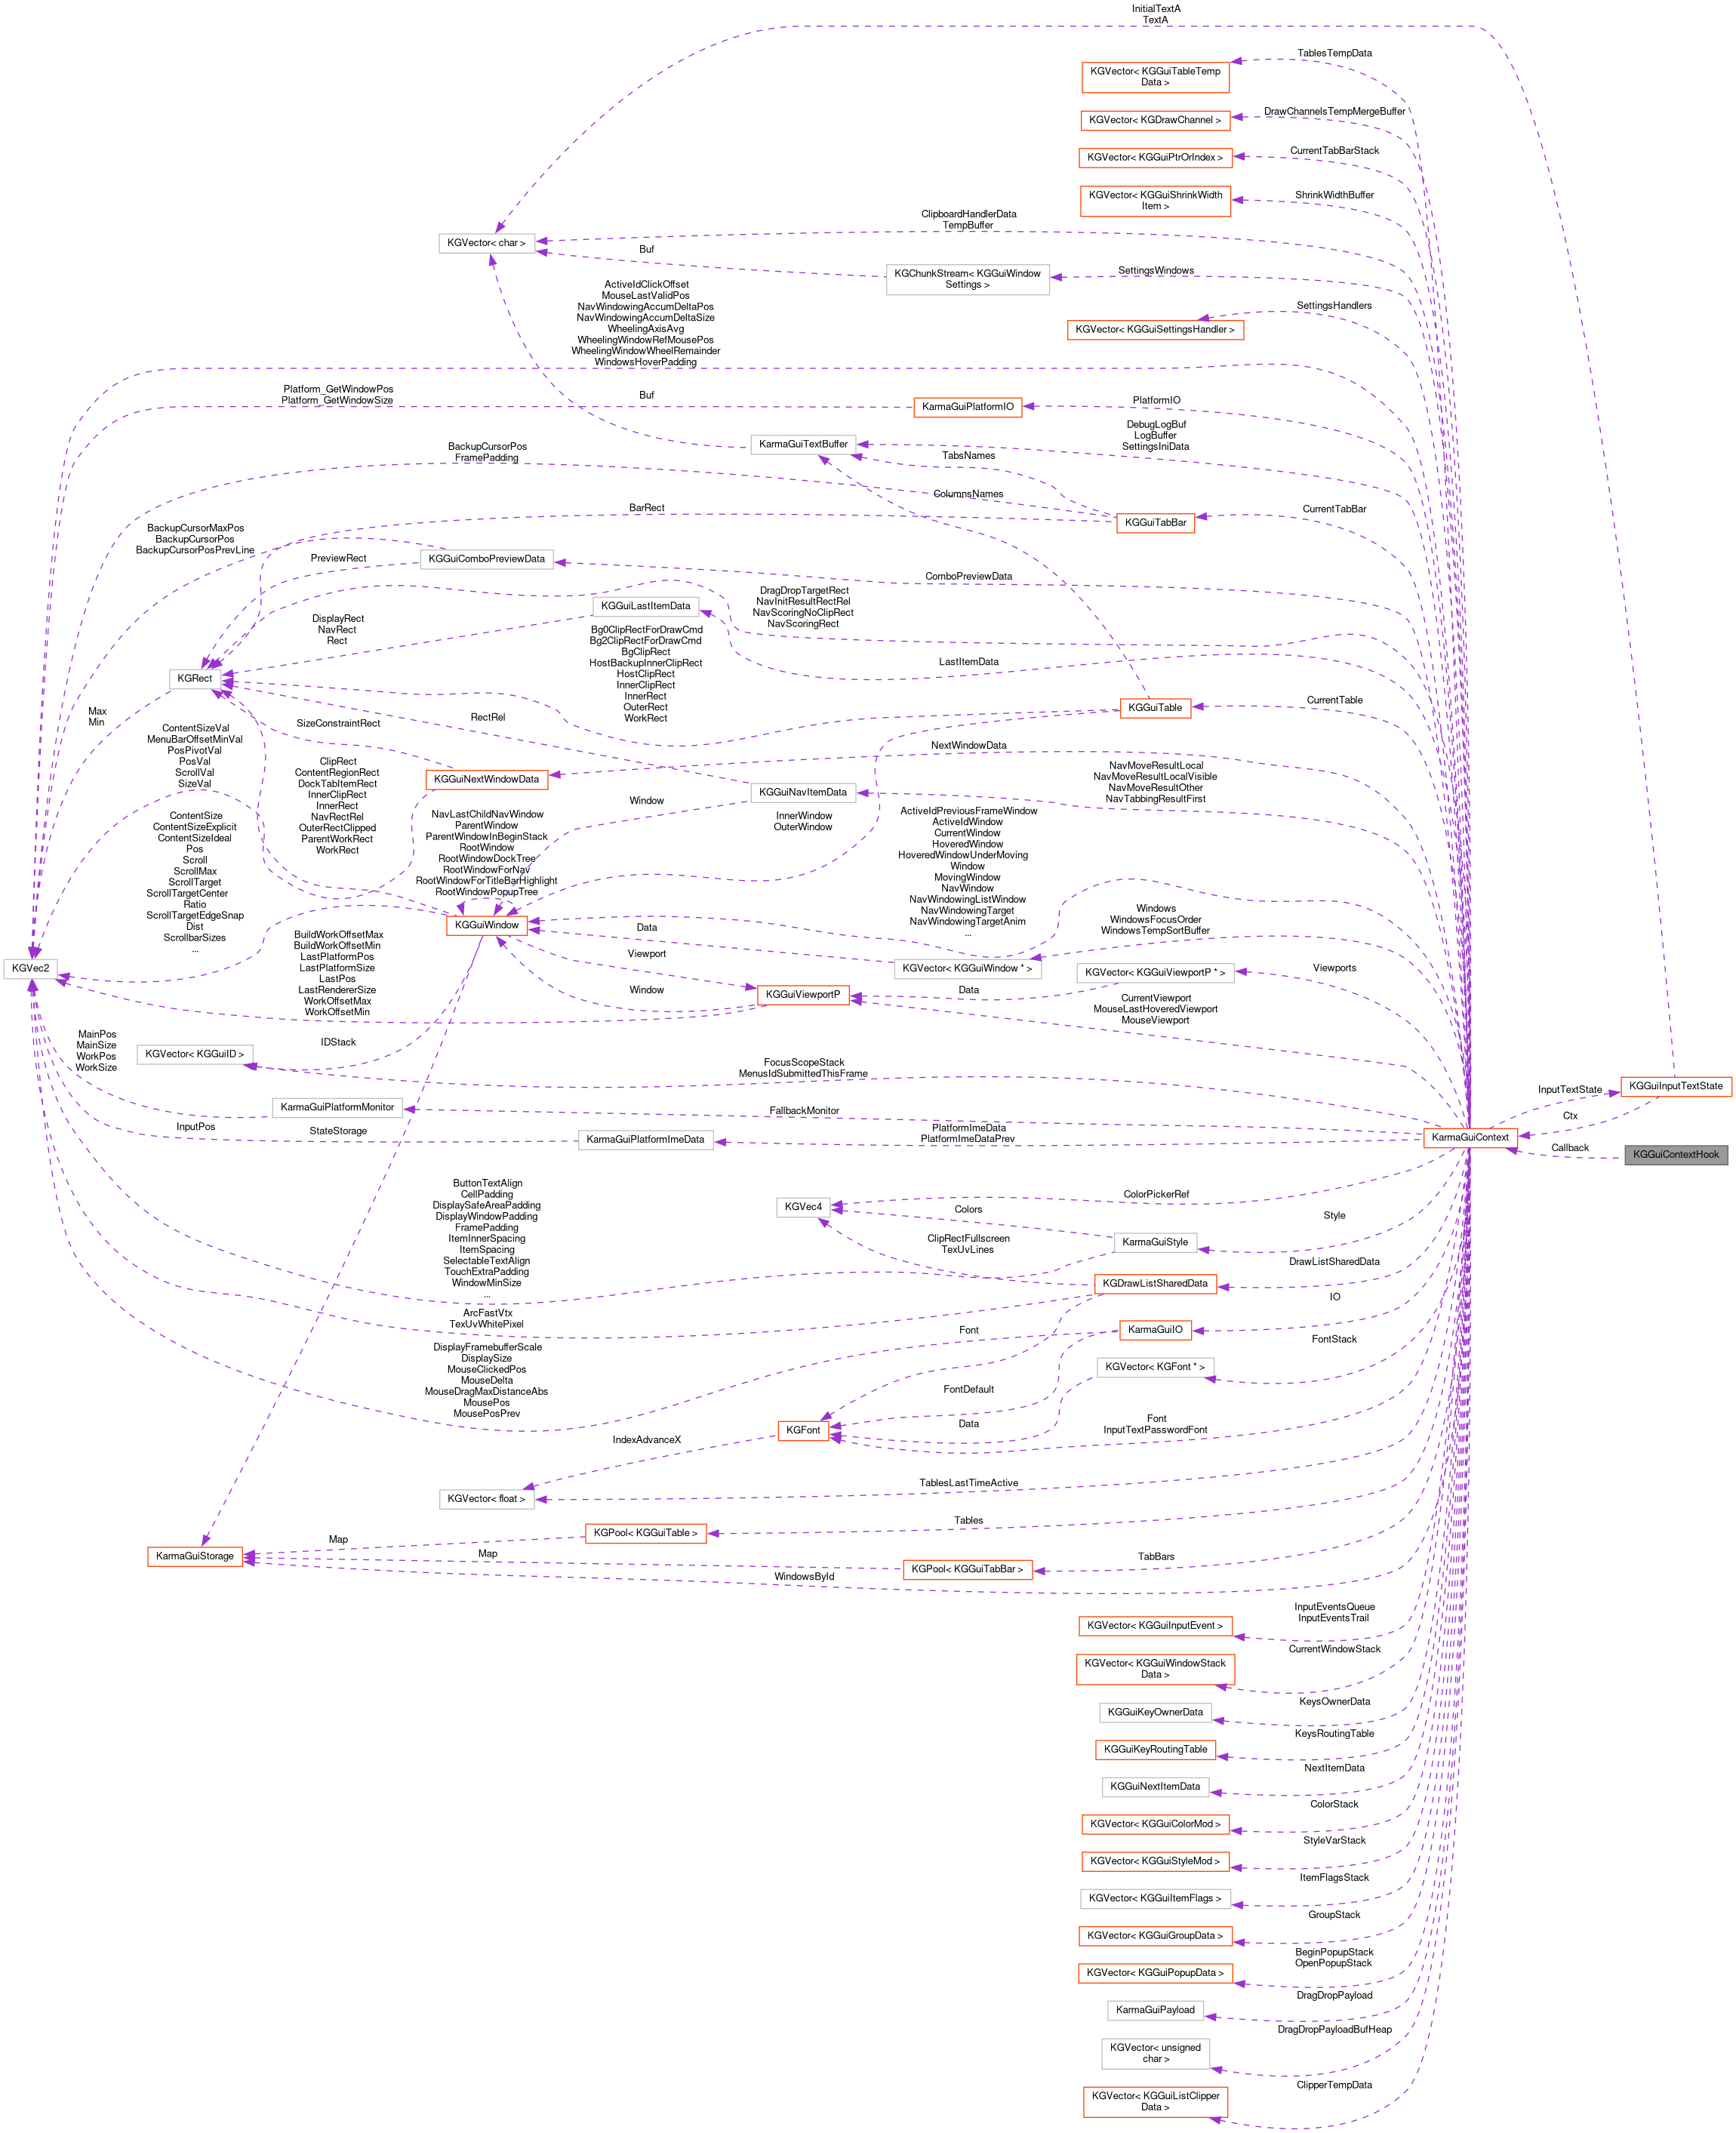 InitialTextA
TextA
TablesTempData
KGVector< KGGuiTableTemp
Data >
DrawChannelsTempMergeBuffer
KGVector< KGDrawChannel >
CurrentTabBarStack
KGVector< KGGuiPtrOrIndex >
ShrinkWidthBuffer
KGVector< KGGuiShrinkWidth
Item >
ClipboardHandlerData
TempBuffer
KGVector< char >
Buf
KGChunkStream< KGGuiWindow
Settings >
SettingsWindows
ActiveIdClickOffset
MouseLastValidPos
NavWindowingAccumDeltaPos
NavWindowingAccumDeltaSize
WheelingAxisAvg
WheelingWindowRefMousePos
WheelingWindowWheelRemainder
WindowsHoverPadding
SettingsHandlers
KGVector< KGGuiSettingsHandler >
Platform_GetWindowPos
Platform_GetWindowSize
Buf
KarmaGuiPlatformIO
PlatformIO
DebugLogBuf
LogBuffer
SettingsIniData
BackupCursorPos
FramePadding
KarmaGuiTextBuffer
TabsNames
ColumnsNames
BarRect
CurrentTabBar
KGGuiTabBar
BackupCursorMaxPos
BackupCursorPos
BackupCursorPosPrevLine
PreviewRect
KGGuiComboPreviewData
ComboPreviewData
DragDropTargetRect
NavInitResultRectRel
NavScoringNoClipRect
NavScoringRect
KGGuiLastItemData
DisplayRect
NavRect
Rect
Bg0ClipRectForDrawCmd
Bg2ClipRectForDrawCmd
BgClipRect
HostBackupInnerClipRect
HostClipRect
InnerClipRect
InnerRect
OuterRect
WorkRect
LastItemData
KGRect
Max
Min
KGGuiTable
CurrentTable
SizeConstraintRect
RectRel
ContentSizeVal
MenuBarOffsetMinVal
PosPivotVal
PosVal
ScrollVal
SizeVal
NextWindowData
ClipRect
ContentRegionRect
DockTabItemRect
InnerClipRect
InnerRect
NavRectRel
OuterRectClipped
ParentWorkRect
WorkRect
KGGuiNextWindowData
KGGuiNavItemData
NavMoveResultLocal
NavMoveResultLocalVisible
NavMoveResultOther
NavTabbingResultFirst
Window
InnerWindow
OuterWindow
ContentSize
ContentSizeExplicit
ContentSizeIdeal
Pos
Scroll
ScrollMax
ScrollTarget
ScrollTargetCenter
Ratio
ScrollTargetEdgeSnap
Dist
ScrollbarSizes
...
NavLastChildNavWindow
ParentWindow
ParentWindowInBeginStack
RootWindow
RootWindowDockTree
RootWindowForNav
RootWindowForTitleBarHighlight
RootWindowPopupTree
ActiveIdPreviousFrameWindow
ActiveIdWindow
CurrentWindow
HoveredWindow
HoveredWindowUnderMoving
Window
MovingWindow
NavWindow
NavWindowingListWindow
NavWindowingTarget
NavWindowingTargetAnim
...
KGGuiWindow
Data
Windows
WindowsFocusOrder
WindowsTempSortBuffer
BuildWorkOffsetMax
BuildWorkOffsetMin
LastPlatformPos
LastPlatformSize
LastPos
LastRendererSize
WorkOffsetMax
WorkOffsetMin
KGVec2
Viewport
KGVector< KGGuiWindow * >
KGVector< KGGuiViewportP * >
Viewports
Window
KGGuiViewportP
Data
CurrentViewport
MouseLastHoveredViewport
MouseViewport
MainPos
MainSize
WorkPos
WorkSize
KGVector< KGGuiID >
IDStack
FocusScopeStack
MenusIdSubmittedThisFrame
InputTextState
KGGuiInputTextState
Ctx
KarmaGuiPlatformMonitor
FallbackMonitor
InputPos
StateStorage
KarmaGuiPlatformImeData
PlatformImeData
PlatformImeDataPrev
KarmaGuiContext
Callback
KGGuiContextHook
ButtonTextAlign
CellPadding
DisplaySafeAreaPadding
DisplayWindowPadding
FramePadding
ItemInnerSpacing
ItemSpacing
SelectableTextAlign
TouchExtraPadding
WindowMinSize
...
ColorPickerRef
KGVec4
Colors
Style
KarmaGuiStyle
ClipRectFullscreen
TexUvLines
DrawListSharedData
KGDrawListSharedData
IO
ArcFastVtx
TexUvWhitePixel
Font
KarmaGuiIO
FontStack
DisplayFramebufferScale
DisplaySize
MouseClickedPos
MouseDelta
MouseDragMaxDistanceAbs
MousePos
MousePosPrev
KGVector< KGFont * >
FontDefault
KGFont
Data
Font
InputTextPasswordFont
IndexAdvanceX
TablesLastTimeActive
KGVector< float >
KGPool< KGGuiTable >
Tables
Map
KarmaGuiStorage
Map
KGPool< KGGuiTabBar >
TabBars
WindowsById
InputEventsQueue
InputEventsTrail
KGVector< KGGuiInputEvent >
CurrentWindowStack
KGVector< KGGuiWindowStack
Data >
KeysOwnerData
KGGuiKeyOwnerData
KeysRoutingTable
KGGuiKeyRoutingTable
NextItemData
KGGuiNextItemData
ColorStack
KGVector< KGGuiColorMod >
StyleVarStack
KGVector< KGGuiStyleMod >
ItemFlagsStack
KGVector< KGGuiItemFlags >
GroupStack
KGVector< KGGuiGroupData >
BeginPopupStack
OpenPopupStack
KGVector< KGGuiPopupData >
DragDropPayload
KarmaGuiPayload
DragDropPayloadBufHeap
KGVector< unsigned
char >
ClipperTempData
KGVector< KGGuiListClipper
Data >